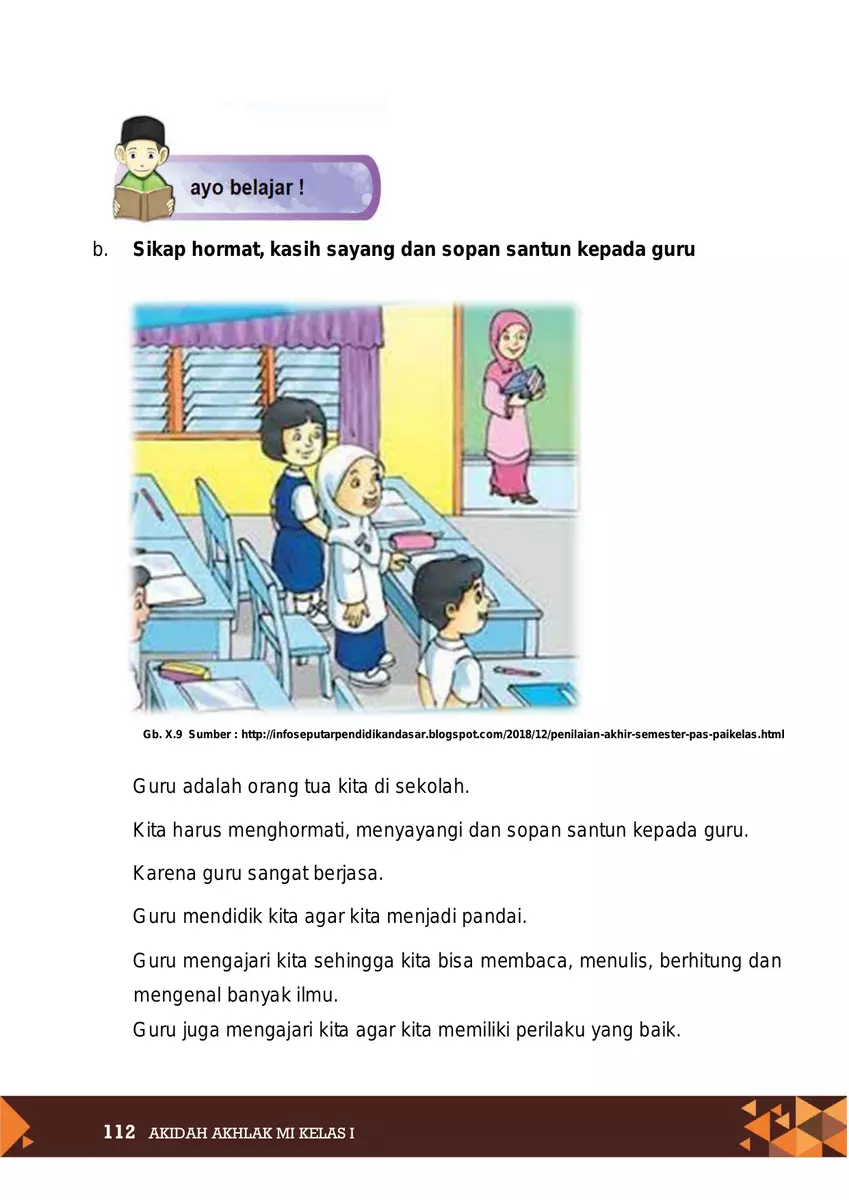 ayo belajar !
b. Sikap hormat, kasih sayang dan sopan santun kepada guru
Gb. X.9 Sumber : http://infoseputarpendidikandasar.blogspot.com/2018/12/penilaian-akhir-semester-pas-paikelas.html
Guru adalah orang tua kita di sekolah.
Kita harus menghormati, menyayangi dan sopan santun kepada guru.
Karena guru sangat berjasa.
Guru mendidik kita agar kita menjadi pandai.
Guru mengajari kita sehingga kita bisa membaca, menulis, berhitung dan
mengenal banyak ilmu.
Guru juga mengajari kita agar kita memiliki perilaku yang baik.
112 AKIDAH AKHLAK MI KELAS I